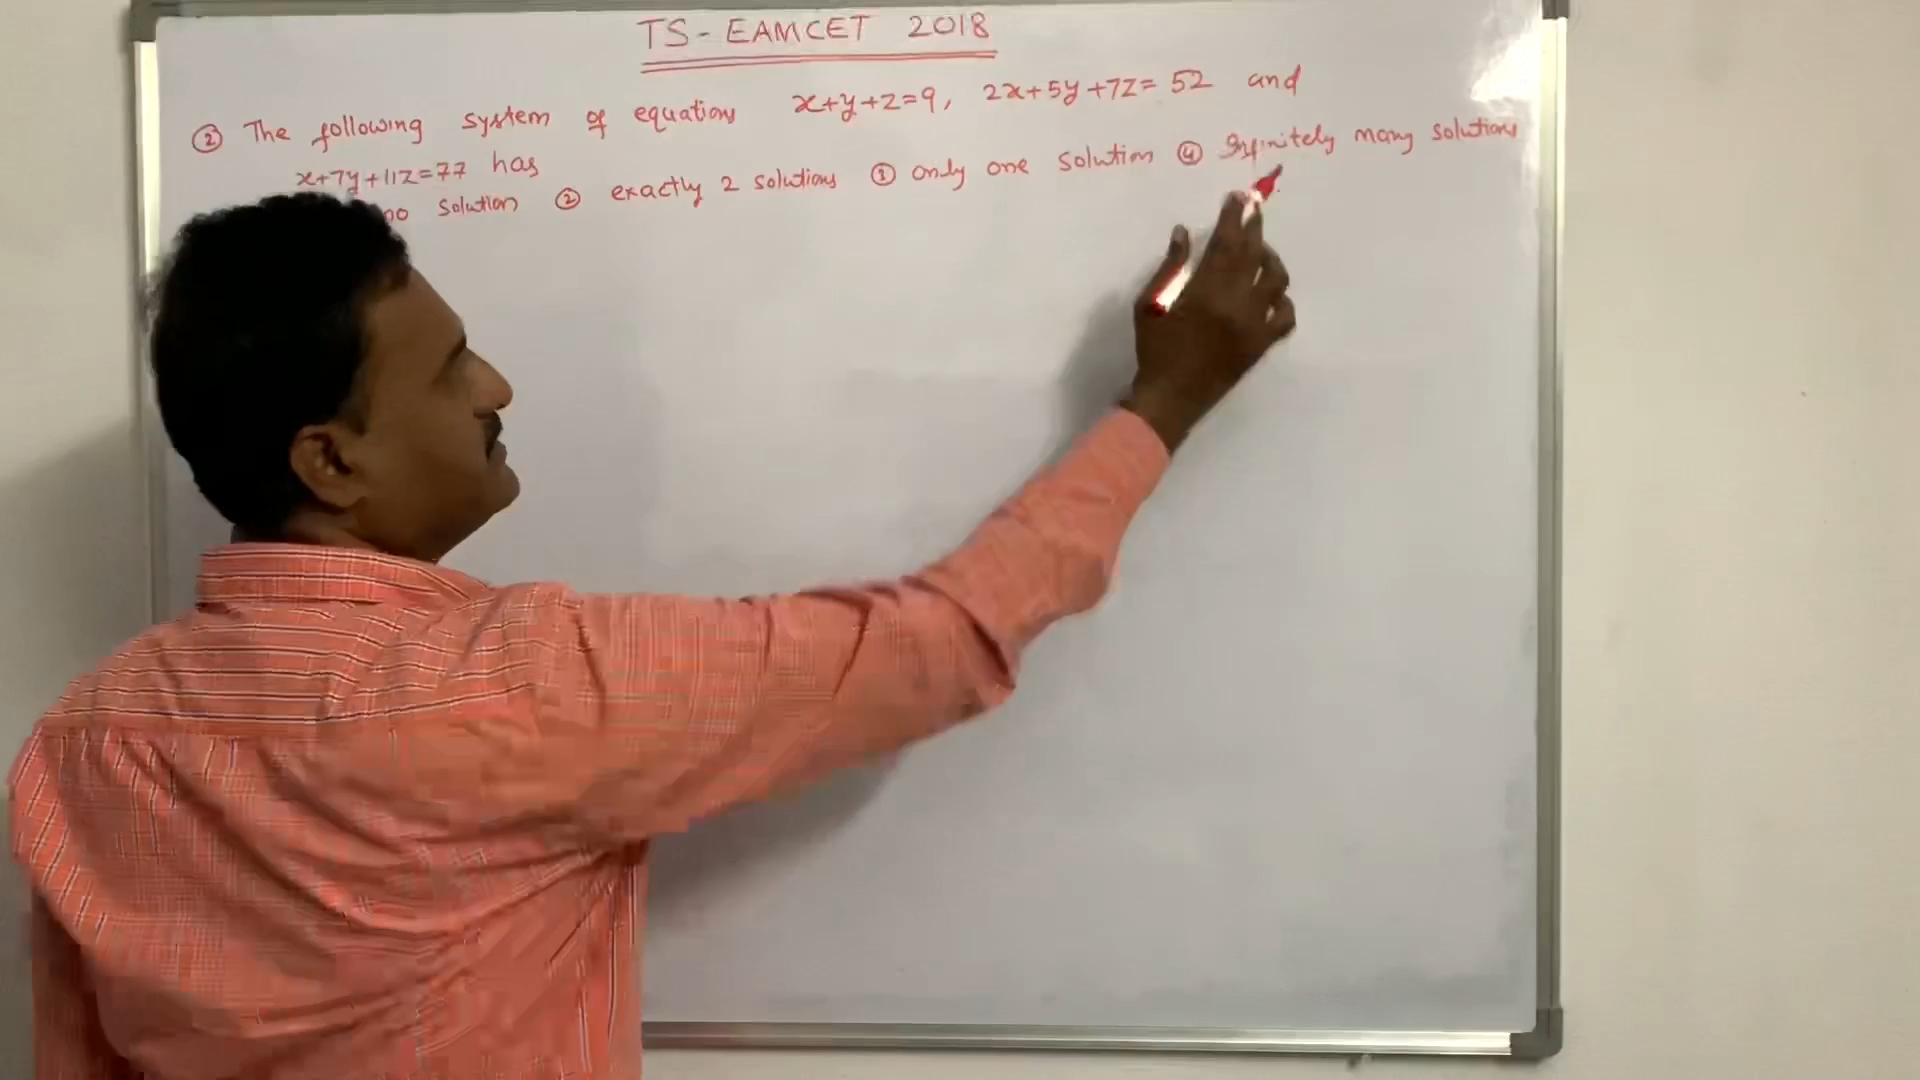 TS - EAMCET 2018
② The following system of equations x+y+z=9, 2x+5y+7z= 52 and
x+7y+11z=77 has
no solution ② exactly 2 solutions ③ only one solution ④ Infinitely many solutions